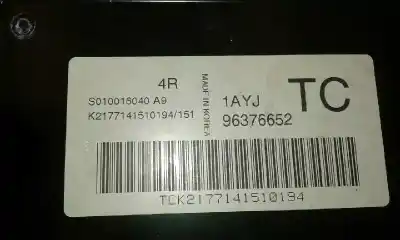 4R
S010016040 A9
K2177141510194/151
MADE IN KOREA
1AYJ
96376652
TC
TCK2177141510194